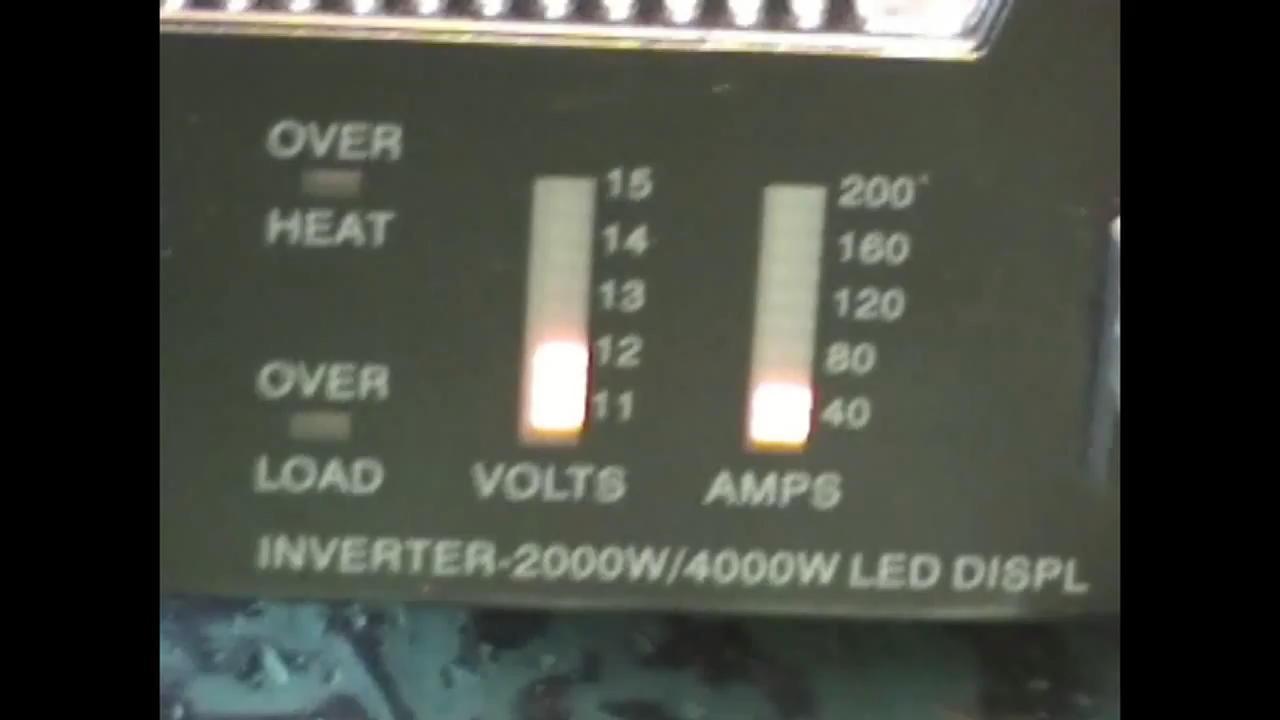 OVER
HEAT
OVER
LOAD
15
14
13
12
11
VOLTS
200
160
120
80
40
AMPS
INVERTER-2000W/4000W LED DISPL